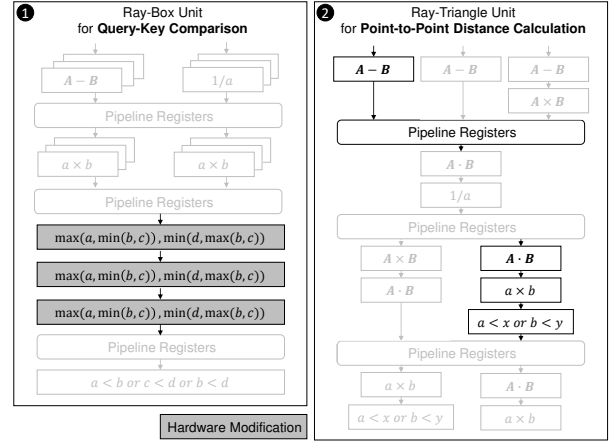 1
Ray-Box Unit
for Query-Key Comparison
A − B
1/a
Pipeline Registers
a × b
a × b
Pipeline Registers
max(a, min(b, c)) , min(d, max(b, c))
max(a, min(b, c)) , min(d, max(b, c))
max(a, min(b, c)) , min(d, max(b, c))
Pipeline Registers
a < b or c < d or b < d
Hardware Modification
2
Ray-Triangle Unit
for Point-to-Point Distance Calculation
A − B
A − B
A − B
A × B
Pipeline Registers
A · B
1/a
Pipeline Registers
A × B
A · B
A · B
a × b
a < x or b < y
Pipeline Registers
a × b
A · B
a < x or b < y
a × b